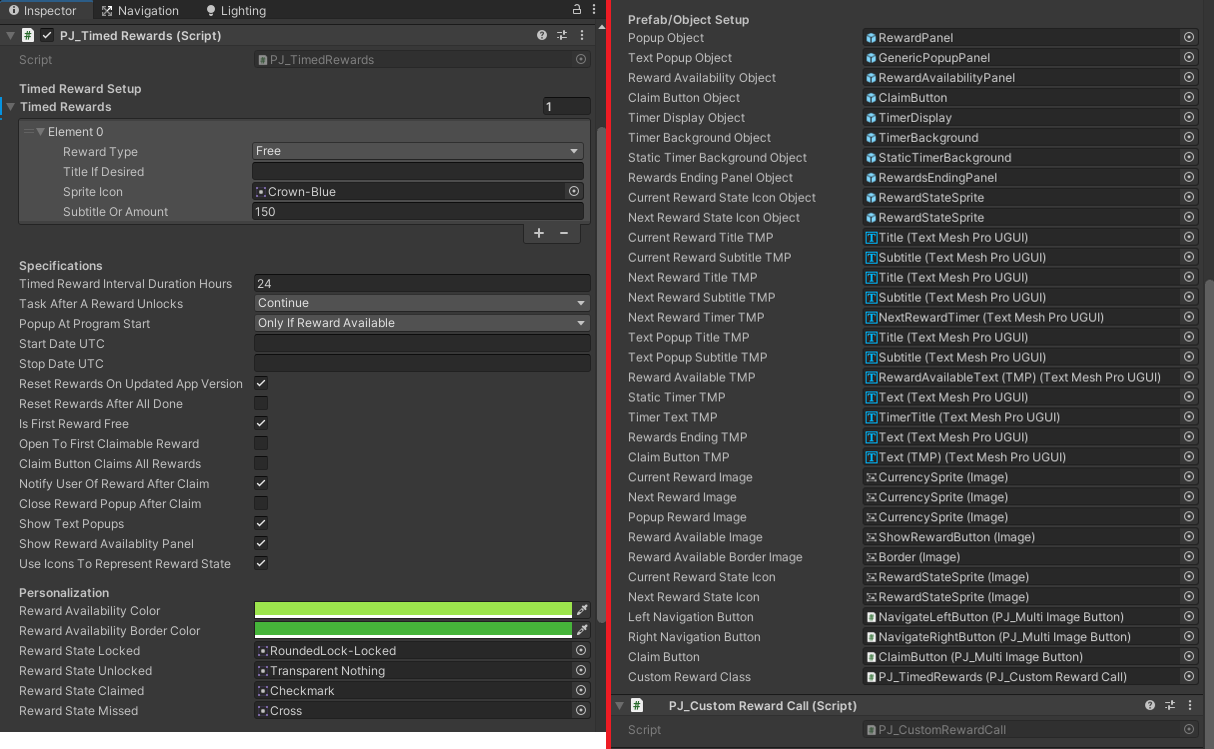 Inspector Navigation Lighting
PJ_Timed Rewards (Script)
Script PJ_TimedRewards
Timed Reward Setup
Timed Rewards 1
Element 0
Reward Type Free
Title If Desired
Sprite Icon Crown-Blue
Subtitle Or Amount 150
Specifications
Timed Reward Interval Duration Hours 24
Task After A Reward Unlocks Continue
Popup At Program Start Only If Reward Available
Start Date UTC
Stop Date UTC
Reset Rewards On Updated App Version
Reset Rewards After All Done
Is First Reward Free
Open To First Claimable Reward
Claim Button Claims All Rewards
Notify User Of Reward After Claim
Close Reward Popup After Claim
Show Text Popups
Show Reward Availablity Panel
Use Icons To Represent Reward State
Personalization
Reward Availability Color
Reward Availability Border Color
Reward State Locked RoundedLock-Locked
Reward State Unlocked Transparent Nothing
Reward State Claimed Checkmark
Reward State Missed Cross
Prefab/Object Setup
Popup Object RewardPanel
Text Popup Object GenericPopupPanel
Reward Availability Object RewardAvailabilityPanel
Claim Button Object ClaimButton
Timer Display Object TimerDisplay
Timer Background Object TimerBackground
Static Timer Background Object StaticTimerBackground
Rewards Ending Panel Object RewardsEndingPanel
Current Reward State Icon Object RewardStateSprite
Next Reward State Icon Object RewardStateSprite
Current Reward Title TMP Title (Text Mesh Pro UGUI)
Current Reward Subtitle TMP Subtitle (Text Mesh Pro UGUI)
Next Reward Title TMP Title (Text Mesh Pro UGUI)
Next Reward Subtitle TMP Subtitle (Text Mesh Pro UGUI)
Next Reward Timer TMP NextRewardTimer (Text Mesh Pro UGUI)
Text Popup Title TMP Title (Text Mesh Pro UGUI)
Text Popup Subtitle TMP Subtitle (Text Mesh Pro UGUI)
Reward Available TMP RewardAvailableText (TMP) (Text Mesh Pro UGUI)
Static Timer TMP Text (Text Mesh Pro UGUI)
Timer Text TMP TimerTitle (Text Mesh Pro UGUI)
Rewards Ending TMP Text (Text Mesh Pro UGUI)
Claim Button TMP Text (TMP) (Text Mesh Pro UGUI)
Current Reward Image CurrencySprite (Image)
Next Reward Image CurrencySprite (Image)
Popup Reward Image CurrencySprite (Image)
Reward Available Image ShowRewardButton (Image)
Reward Available Border Image Border (Image)
Current Reward State Icon RewardStateSprite (Image)
Next Reward State Icon RewardStateSprite (Image)
Left Navigation Button NavigateLeftButton (PJ_Multi Image Button)
Right Navigation Button NavigateRightButton (PJ_Multi Image Button)
Claim Button ClaimButton (PJ_Multi Image Button)
Custom Reward Class PJ_TimedRewards (PJ_Custom Reward Call)
PJ_Custom Reward Call (Script)
Script PJ_CustomRewardCall